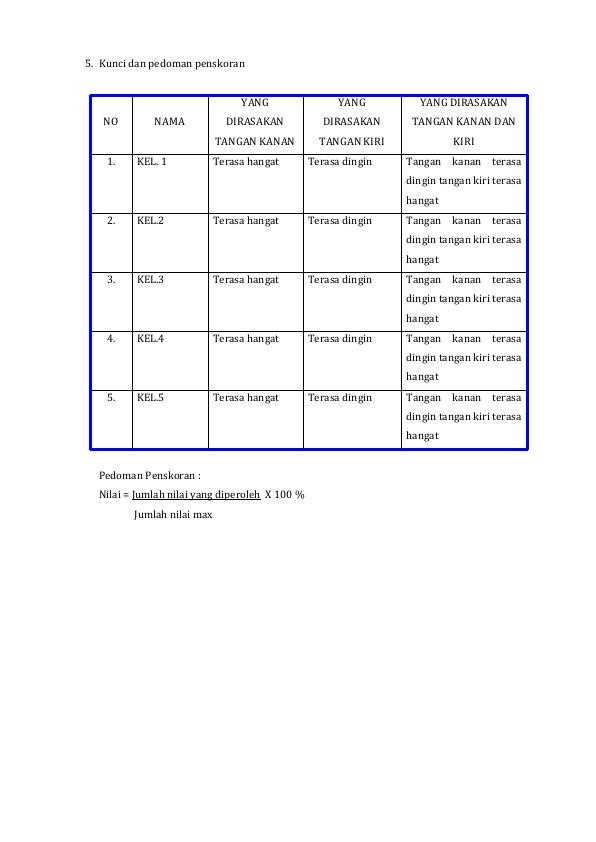 5. Kunci dan pedoman penskoran
NO
NAMA
YANG
DIRASAKAN
TANGAN KANAN
YANG
DIRASAKAN
TANGAN KIRI
YANG DIRASAKAN
TANGAN KANAN DAN
KIRI
1.
KEL. 1
Terasa hangat
Terasa dingin
Tangan kanan terasa
dingin tangan kiri terasa
hangat
2.
KEL.2
Terasa hangat
Terasa dingin
Tangan kanan terasa
dingin tangan kiri terasa
hangat
3.
KEL.3
Terasa hangat
Terasa dingin
Tangan kanan terasa
dingin tangan kiri terasa
hangat
4.
KEL.4
Terasa hangat
Terasa dingin
Tangan kanan terasa
dingin tangan kiri terasa
hangat
5.
KEL.5
Terasa hangat
Terasa dingin
Tangan kanan terasa
dingin tangan kiri terasa
hangat
Pedoman Penskoran :
Nilai = Jumlah nilai yang diperoleh X 100 %
Jumlah nilai max